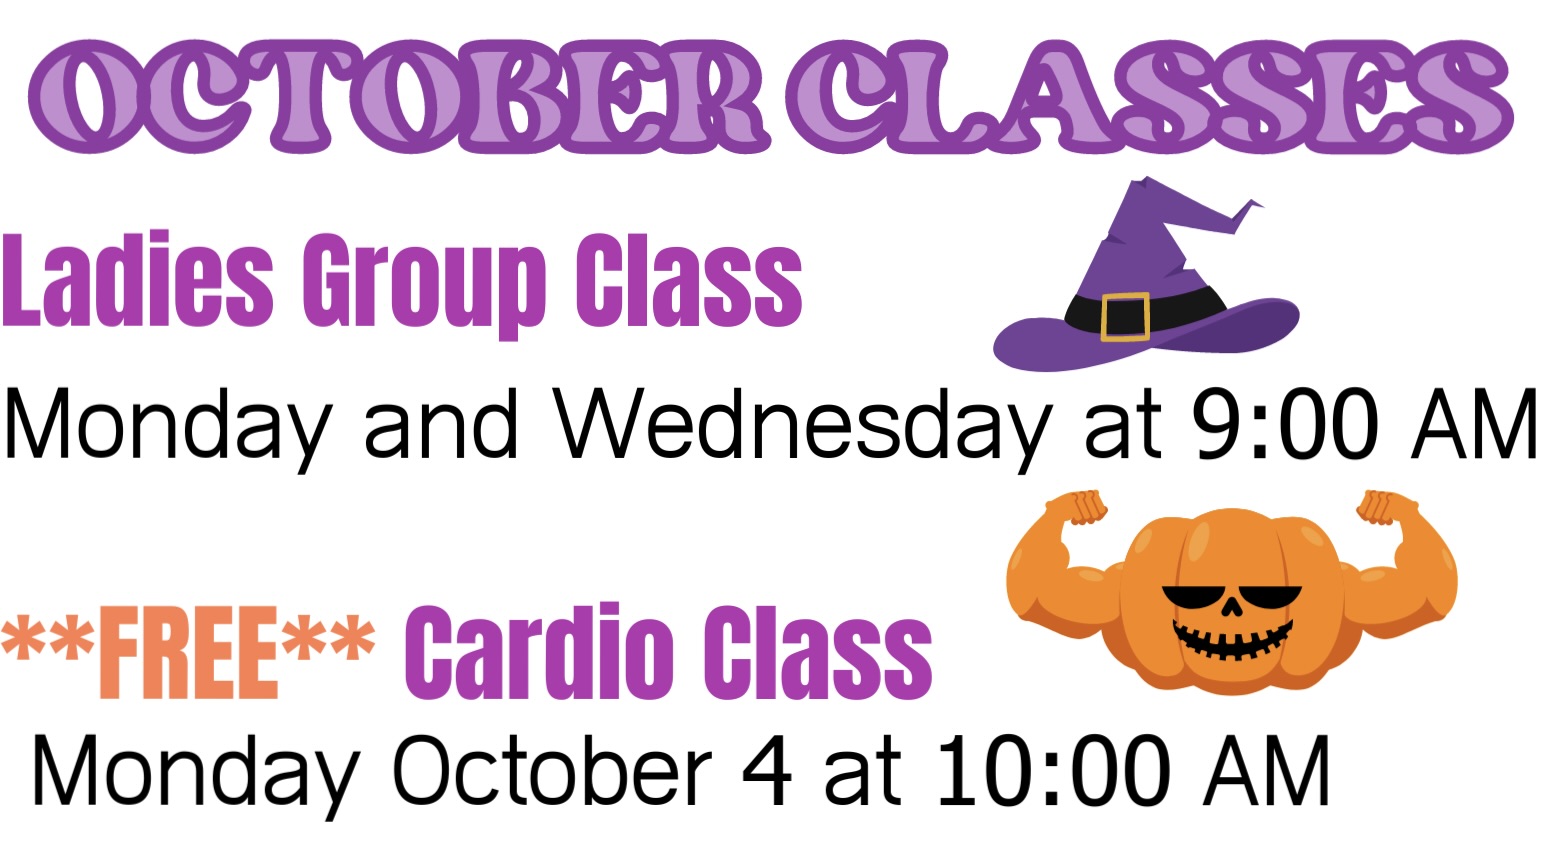 OCTOBER CLASSES
Ladies Group Class
Monday and Wednesday at 9:00 AM
**FREE** Cardio Class
Monday October 4 at 10:00 AM